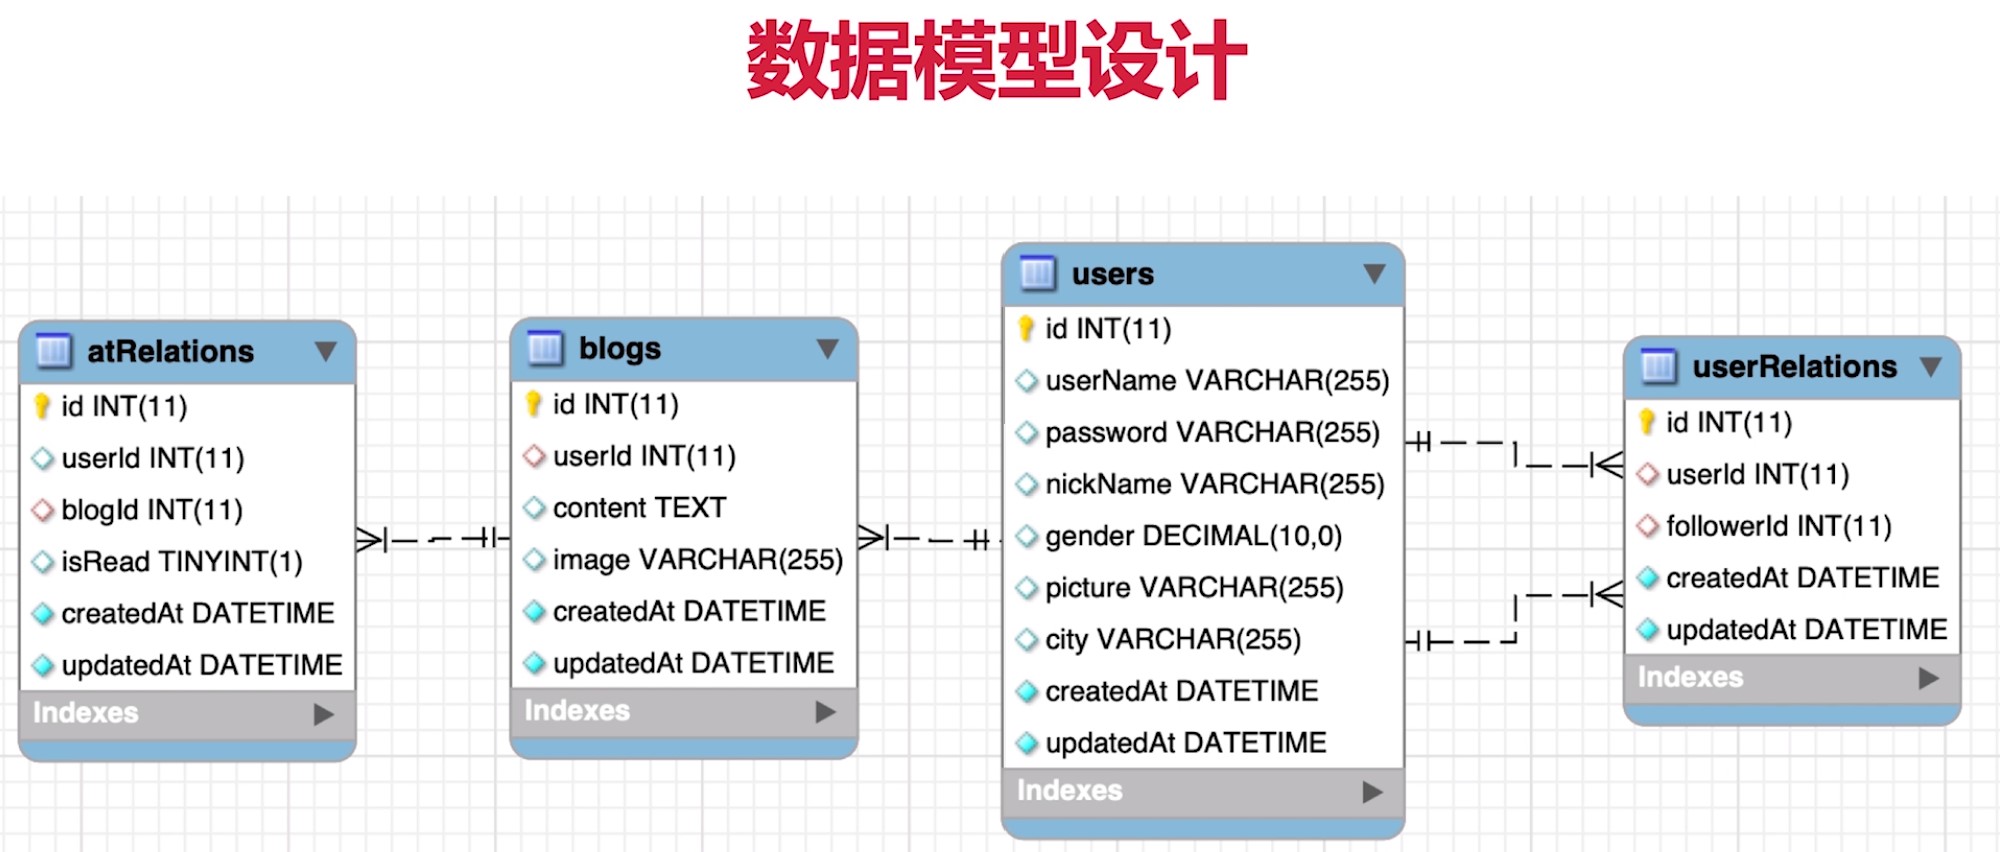 数据模型设计
atRelations
id INT(11)
userId INT(11)
blogId INT(11)
isRead TINYINT(1)
createdAt DATETIME
updatedAt DATETIME
Indexes
blogs
id INT(11)
userId INT(11)
content TEXT
image VARCHAR(255)
createdAt DATETIME
updatedAt DATETIME
Indexes
users
id INT(11)
userName VARCHAR(255)
password VARCHAR(255)
nickName VARCHAR(255)
gender DECIMAL(10,0)
picture VARCHAR(255)
city VARCHAR(255)
createdAt DATETIME
updatedAt DATETIME
Indexes
userRelations
id INT(11)
userId INT(11)
followerId INT(11)
createdAt DATETIME
updatedAt DATETIME
Indexes